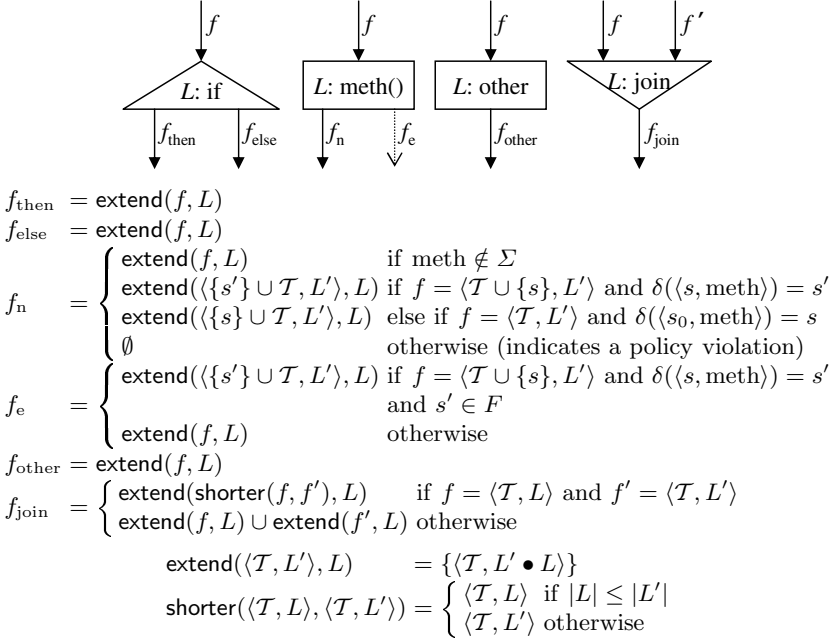 f f f f f′
L: if L: meth() L: other L: join
f_then f_else f_n f_e f_other f_join
f_then = extend(f, L)
f_else = extend(f, L)
f_n = { extend(f, L) if meth ∉ Σ
extend(⟨{s′} ∪ 𝒯, L′⟩, L) if f = ⟨𝒯 ∪ {s}, L′⟩ and δ(⟨s, meth⟩) = s′
extend(⟨{s} ∪ 𝒯, L′⟩, L) else if f = ⟨𝒯, L′⟩ and δ(⟨s₀, meth⟩) = s
∅ otherwise (indicates a policy violation)
f_e = { extend(⟨{s′} ∪ 𝒯, L′⟩, L) if f = ⟨𝒯 ∪ {s}, L′⟩ and δ(⟨s, meth⟩) = s′
and s′ ∈ F
extend(f, L) otherwise
f_other = extend(f, L)
f_join = { extend(shorter(f, f′), L) if f = ⟨𝒯, L⟩ and f′ = ⟨𝒯, L′⟩
extend(f, L) ∪ extend(f′, L) otherwise
extend(⟨𝒯, L′⟩, L) = {⟨𝒯, L′ • L⟩}
shorter(⟨𝒯, L⟩, ⟨𝒯, L′⟩) = { ⟨𝒯, L⟩ if |L| ≤ |L′|
⟨𝒯, L′⟩ otherwise